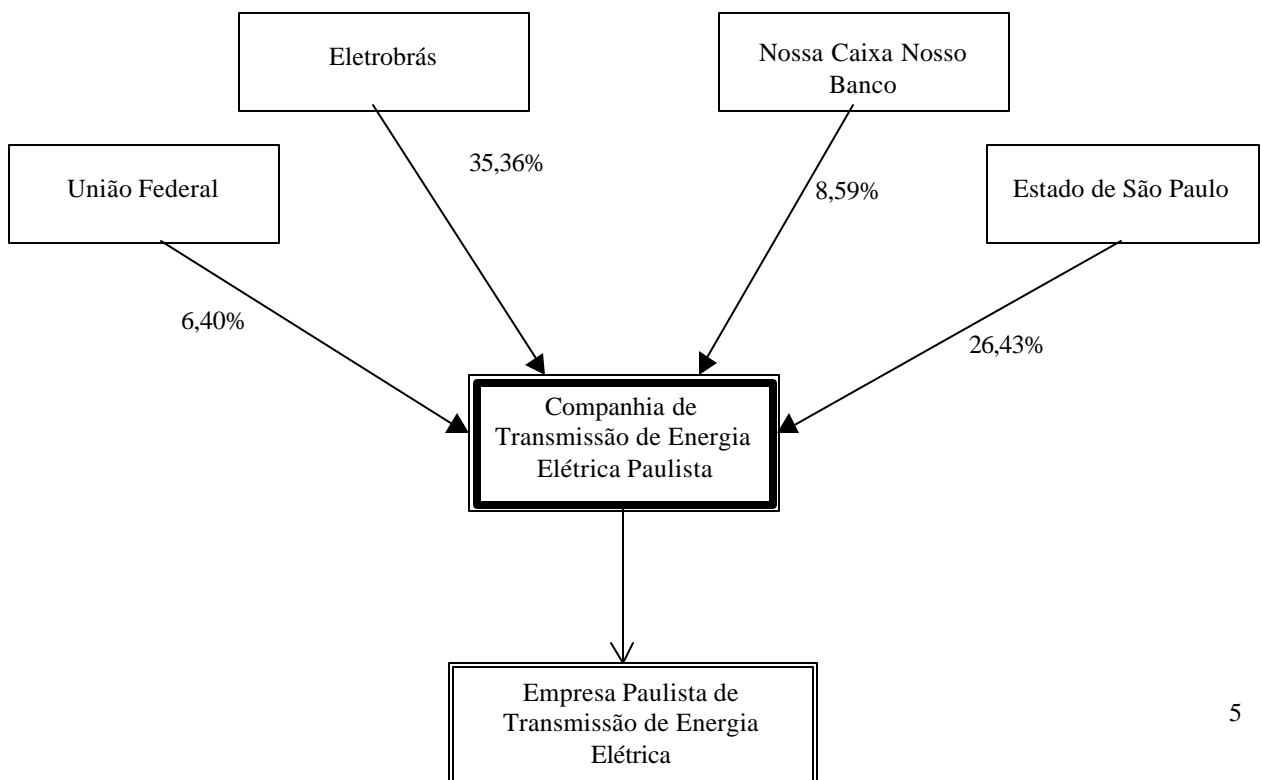 Eletrobrás
Nossa Caixa Nosso
Banco
35,36%
8,59%
União Federal
Estado de São Paulo
6,40%
26,43%
Companhia de
Transmissão de Energia
Elétrica Paulista
Empresa Paulista de
Transmissão de Energia
Elétrica
5